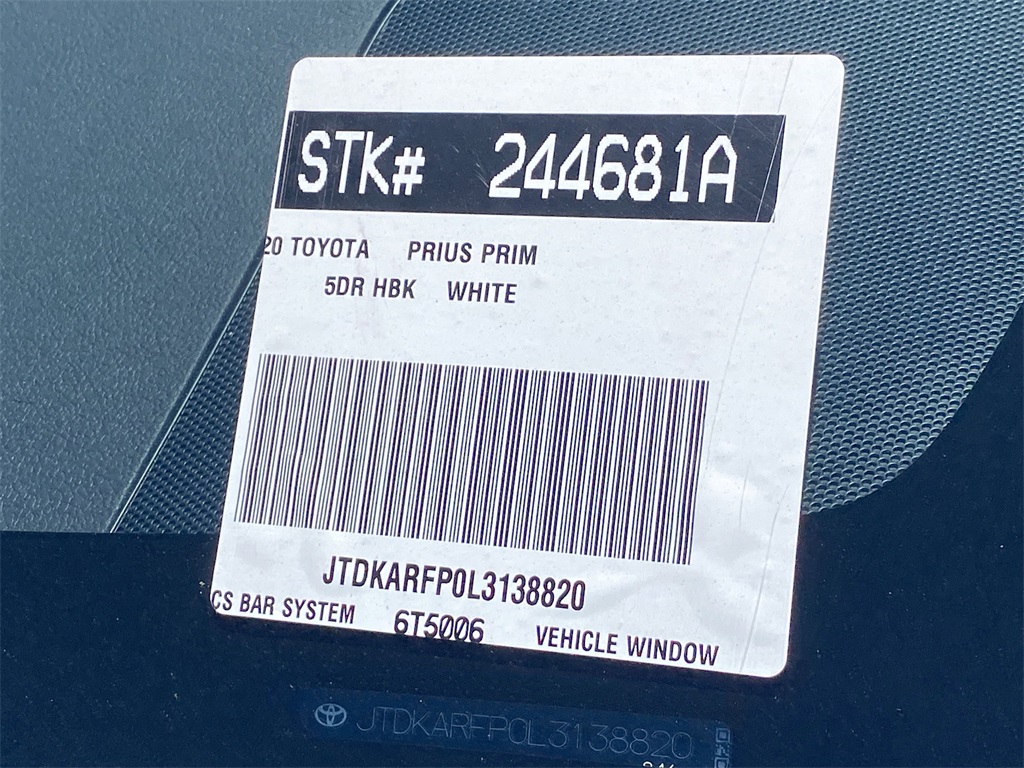 STK# 244681A
20 TOYOTA PRIUS PRIM
5DR HBK WHITE
JTDKARFP0L3138820
CS BAR SYSTEM 6T5006 VEHICLE WINDOW
JTDKARFP0L3138820